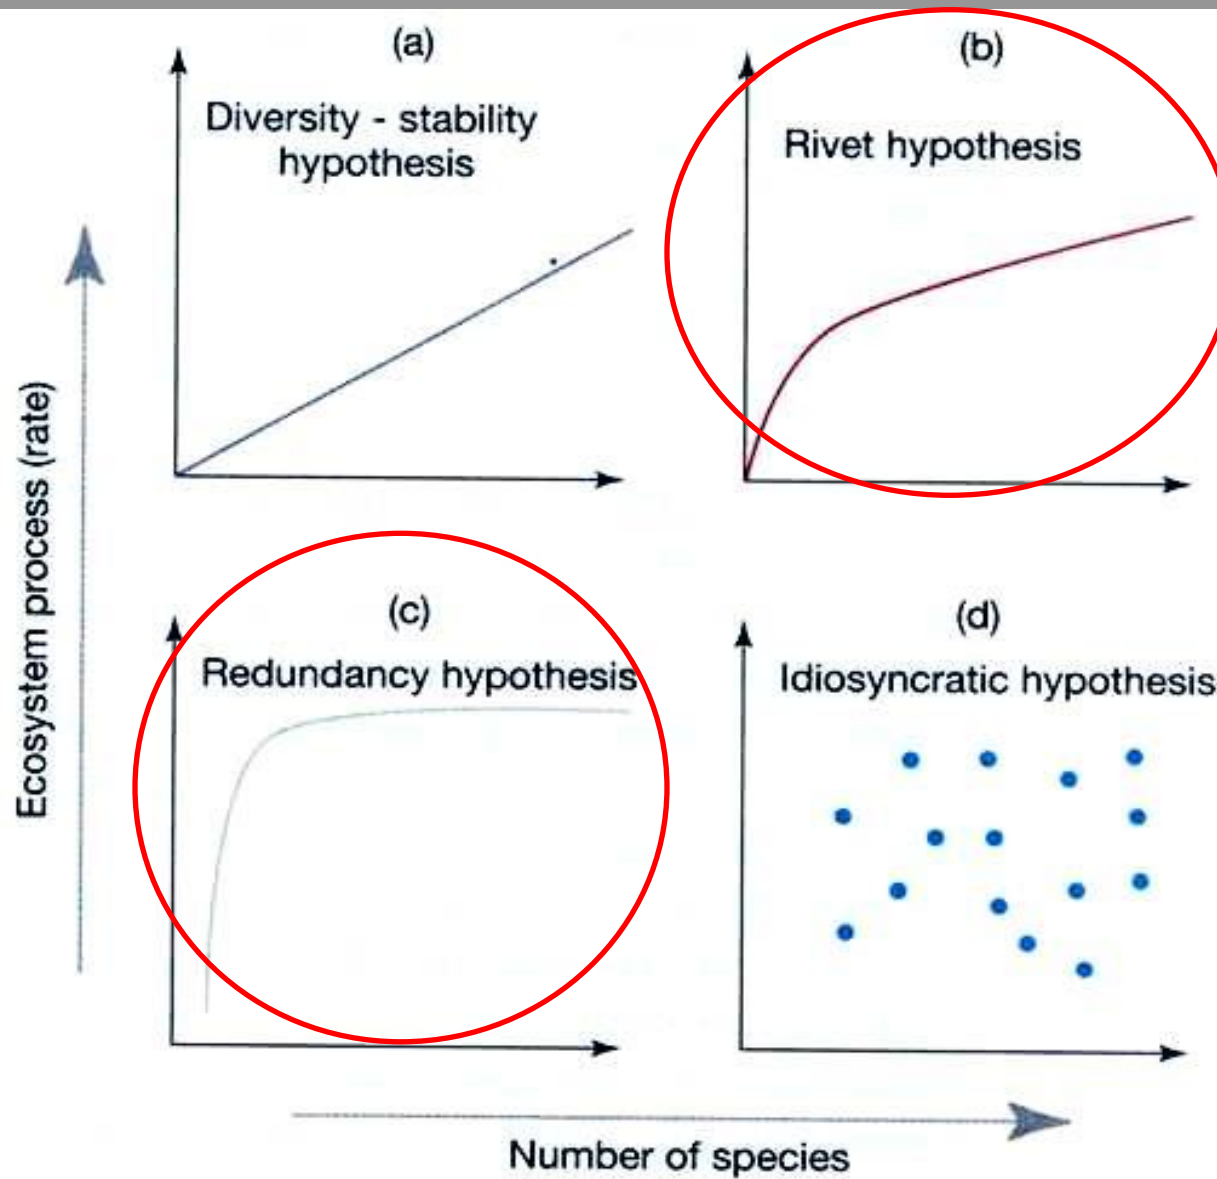 (a)
Diversity - stability
hypothesis
(b)
Rivet hypothesis
Ecosystem process (rate)
(c)
Redundancy hypothesis
(d)
Idiosyncratic hypothesis
Number of species